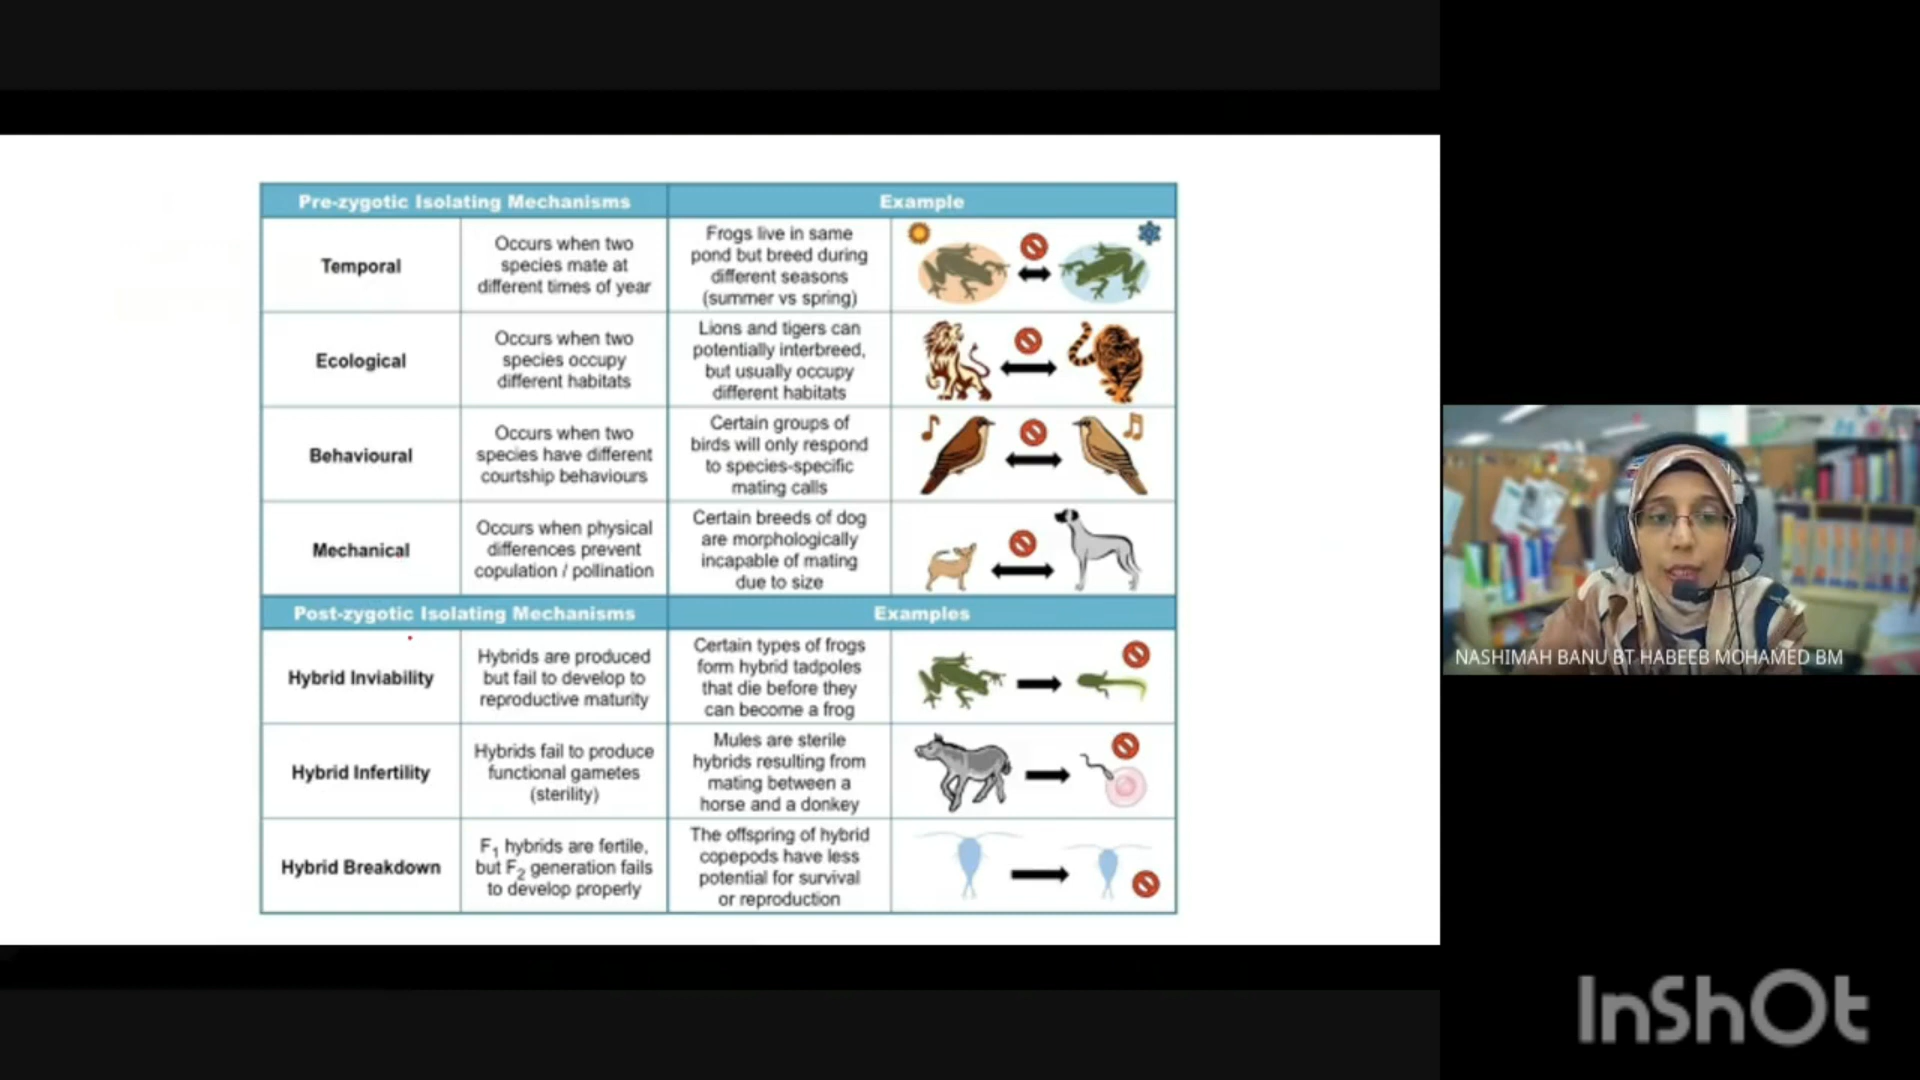 Pre-zygotic Isolating Mechanisms
Example
Temporal
Occurs when two
species mate at
different times of year
Frogs live in same
pond but breed during
different seasons
(summer vs spring)
Ecological
Occurs when two
species occupy
different habitats
Lions and tigers can
potentially interbreed,
but usually occupy
different habitats
Behavioural
Occurs when two
species have different
courtship behaviours
Certain groups of
birds will only respond
to species-specific
mating calls
Mechanical
Occurs when physical
differences prevent
copulation / pollination
Certain breeds of dog
are morphologically
incapable of mating
due to size
Post-zygotic Isolating Mechanisms
Examples
Hybrid Inviability
Hybrids are produced
but fail to develop to
reproductive maturity
Certain types of frogs
form hybrid tadpoles
that die before they
can become a frog
Hybrid Infertility
Hybrids fail to produce
functional gametes
(sterility)
Mules are sterile
hybrids resulting from
mating between a
horse and a donkey
Hybrid Breakdown
F1 hybrids are fertile,
but F2 generation fails
to develop properly
The offspring of hybrid
copepods have less
potential for survival
or reproduction
NASHIMAH BANU BT HABEEB MOHAMED BM
InShOt